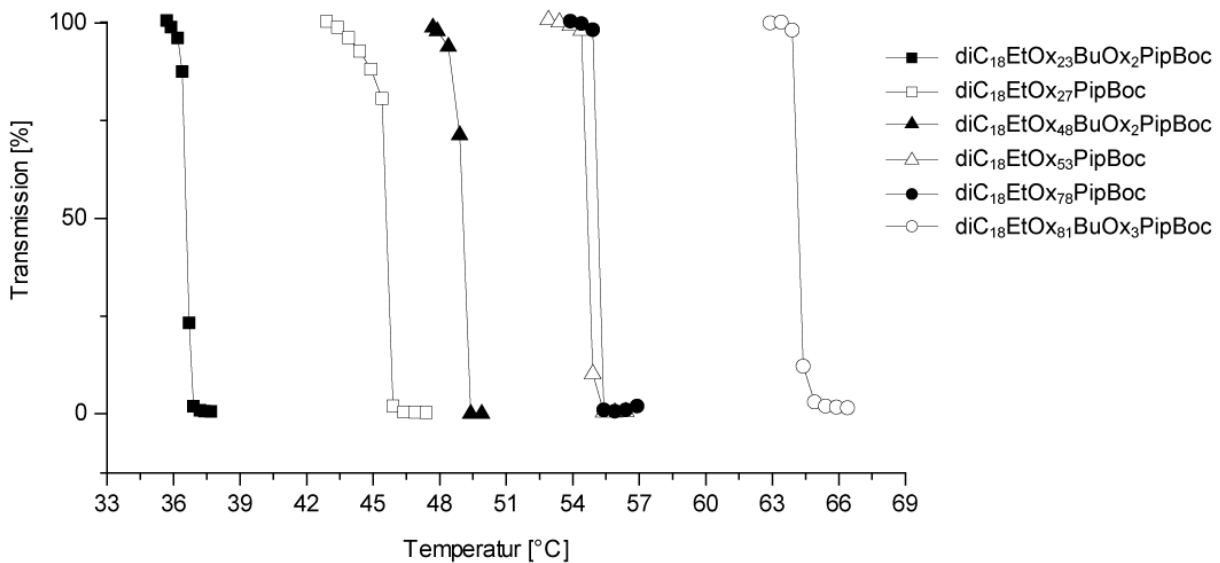 100
50
0
Transmission [%]
33 36 39 42 45 48 51 54 57 60 63 66 69
Temperatur [°C]
diC₁₈EtOx₂₃BuOx₂PipBoc
diC₁₈EtOx₂₇PipBoc
diC₁₈EtOx₄₈BuOx₂PipBoc
diC₁₈EtOx₅₃PipBoc
diC₁₈EtOx₇₈PipBoc
diC₁₈EtOx₈₁BuOx₃PipBoc